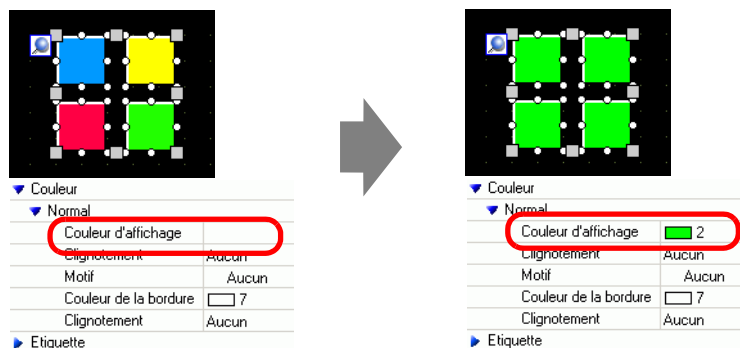 Couleur
Normal
Couleur d'affichage
Clignotement Aucun
Motif Aucun
Couleur de la bordure 7
Clignotement Aucun
Etiquette
Couleur
Normal
Couleur d'affichage 2
Clignotement Aucun
Motif Aucun
Couleur de la bordure 7
Clignotement Aucun
Etiquette